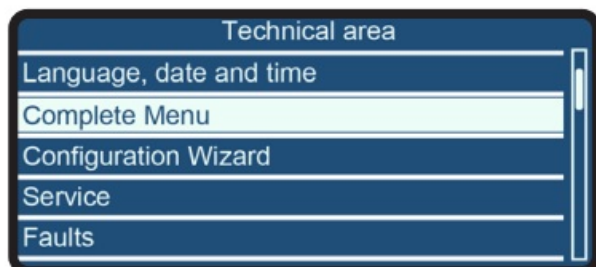 Technical area
Language, date and time
Complete Menu
Configuration Wizard
Service
Faults